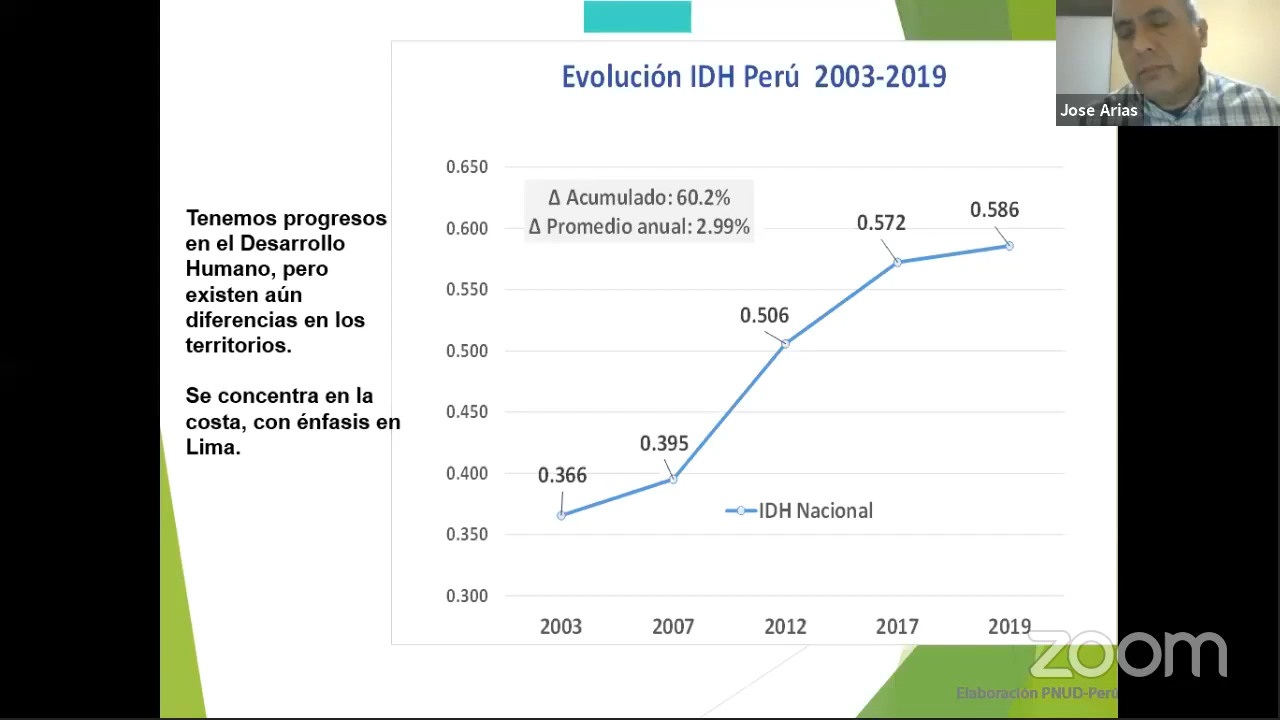 Evolución IDH Perú 2003-2019
Jose Arias
Tenemos progresos
en el Desarrollo
Humano, pero
existen aún
diferencias en los
territorios.
Se concentra en la
costa, con énfasis en
Lima.
Δ Acumulado: 60.2%
Δ Promedio anual: 2.99%
0.650
0.600
0.550
0.500
0.450
0.400
0.350
0.300
0.366
0.395
0.506
0.572
0.586
IDH Nacional
2003 2007 2012 2017 2019
zoom
Elaboración PNUD-Perú